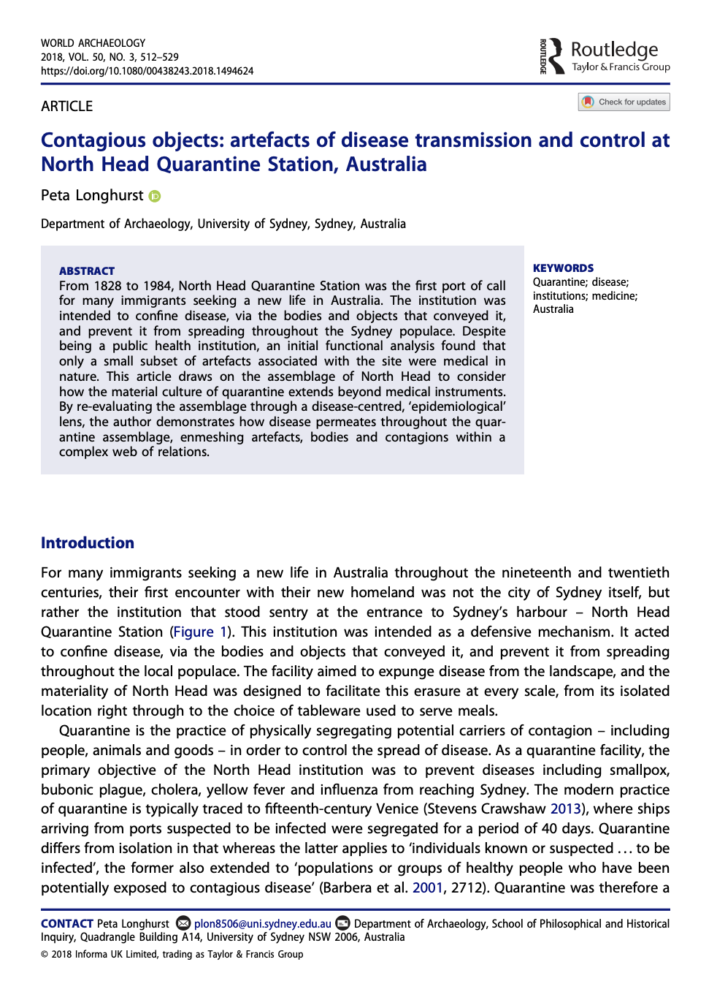 WORLD ARCHAEOLOGY
2018, VOL. 50, NO. 3, 512–529
https://doi.org/10.1080/00438243.2018.1494624
ROUTLEDGE
Routledge
Taylor & Francis Group
ARTICLE
Check for updates
Contagious objects: artefacts of disease transmission and control at
North Head Quarantine Station, Australia
Peta Longhurst iD
Department of Archaeology, University of Sydney, Sydney, Australia
ABSTRACT
From 1828 to 1984, North Head Quarantine Station was the first port of call
for many immigrants seeking a new life in Australia. The institution was
intended to confine disease, via the bodies and objects that conveyed it,
and prevent it from spreading throughout the Sydney populace. Despite
being a public health institution, an initial functional analysis found that
only a small subset of artefacts associated with the site were medical in
nature. This article draws on the assemblage of North Head to consider
how the material culture of quarantine extends beyond medical instruments.
By re-evaluating the assemblage through a disease-centred, ‘epidemiological’
lens, the author demonstrates how disease permeates throughout the quar-
antine assemblage, enmeshing artefacts, bodies and contagions within a
complex web of relations.
KEYWORDS
Quarantine; disease;
institutions; medicine;
Australia
Introduction
For many immigrants seeking a new life in Australia throughout the nineteenth and twentieth
centuries, their first encounter with their new homeland was not the city of Sydney itself, but
rather the institution that stood sentry at the entrance to Sydney’s harbour – North Head
Quarantine Station (Figure 1). This institution was intended as a defensive mechanism. It acted
to confine disease, via the bodies and objects that conveyed it, and prevent it from spreading
throughout the local populace. The facility aimed to expunge disease from the landscape, and the
materiality of North Head was designed to facilitate this erasure at every scale, from its isolated
location right through to the choice of tableware used to serve meals.
Quarantine is the practice of physically segregating potential carriers of contagion – including
people, animals and goods – in order to control the spread of disease. As a quarantine facility, the
primary objective of the North Head institution was to prevent diseases including smallpox,
bubonic plague, cholera, yellow fever and influenza from reaching Sydney. The modern practice
of quarantine is typically traced to fifteenth-century Venice (Stevens Crawshaw 2013), where ships
arriving from ports suspected to be infected were segregated for a period of 40 days. Quarantine
differs from isolation in that whereas the latter applies to ‘individuals known or suspected … to be
infected’, the former also extended to ‘populations or groups of healthy people who have been
potentially exposed to contagious disease’ (Barbera et al. 2001, 2712). Quarantine was therefore a
CONTACT Peta Longhurst plon8506@uni.sydney.edu.au Department of Archaeology, School of Philosophical and Historical
Inquiry, Quadrangle Building A14, University of Sydney NSW 2006, Australia
© 2018 Informa UK Limited, trading as Taylor & Francis Group